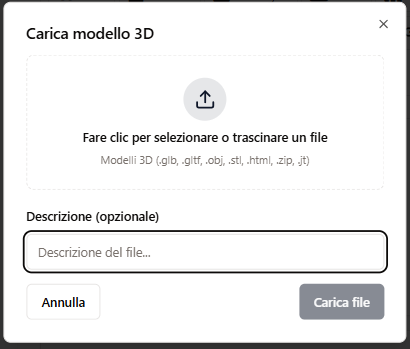 Carica modello 3D
Fare clic per selezionare o trascinare un file
Modelli 3D (.glb, .gltf, .obj, .stl, .html, .zip, .jt)
Descrizione (opzionale)
Descrizione del file...
Annulla
Carica file